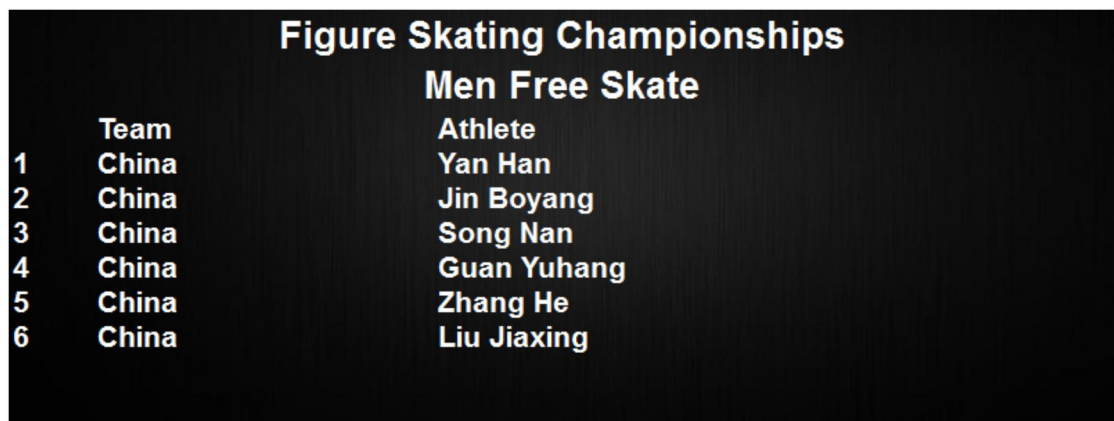 Figure Skating Championships
Men Free Skate
Team Athlete
1 China Yan Han
2 China Jin Boyang
3 China Song Nan
4 China Guan Yuhang
5 China Zhang He
6 China Liu Jiaxing